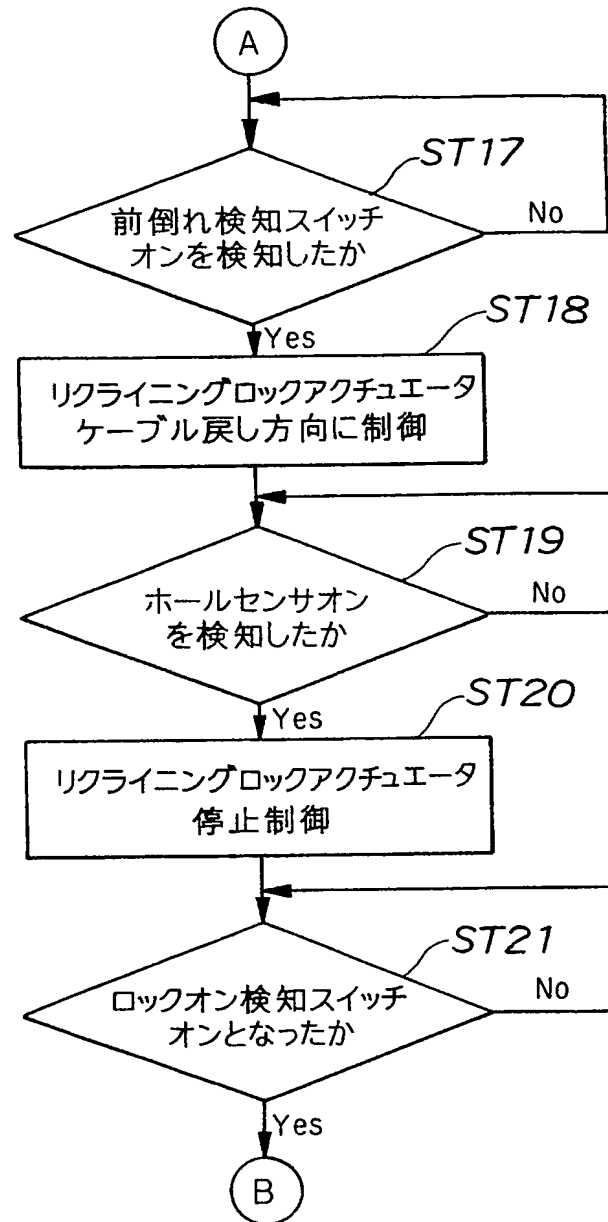 A
ST17
前倒れ検知スイッチ
オンを検知したか
No
Yes
ST18
リクライニングロックアクチュエータ
ケーブル戻し方向に制御
ST19
ホールセンサオン
を検知したか
No
Yes
ST20
リクライニングロックアクチュエータ
停止制御
ST21
ロックオン検知スイッチ
オンとなったか
No
Yes
B